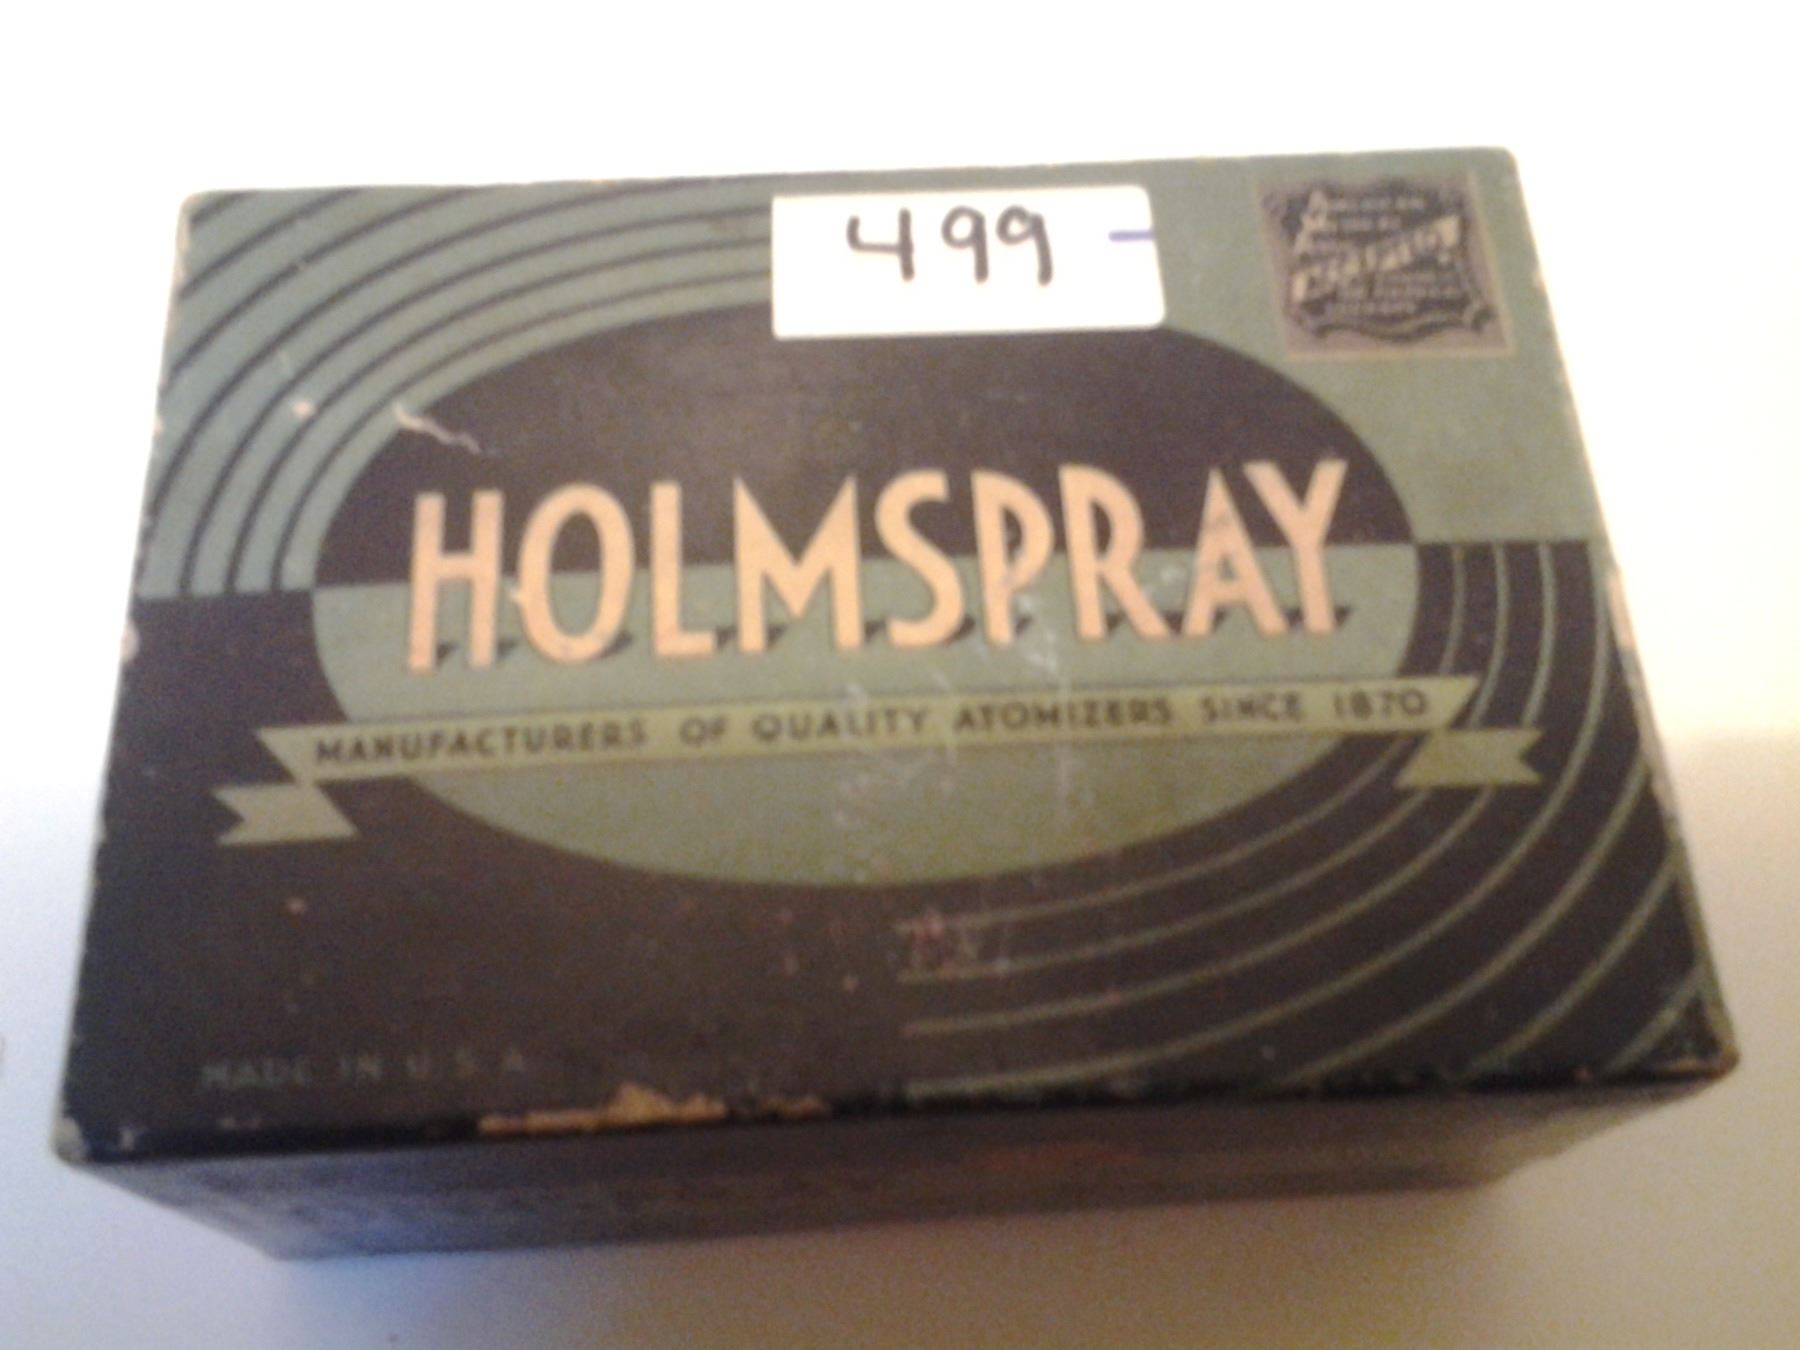 499
HOLMSPRAY
MANUFACTURERS OF QUALITY ATOMIZERS SINCE 1870
MADE IN U.S.A